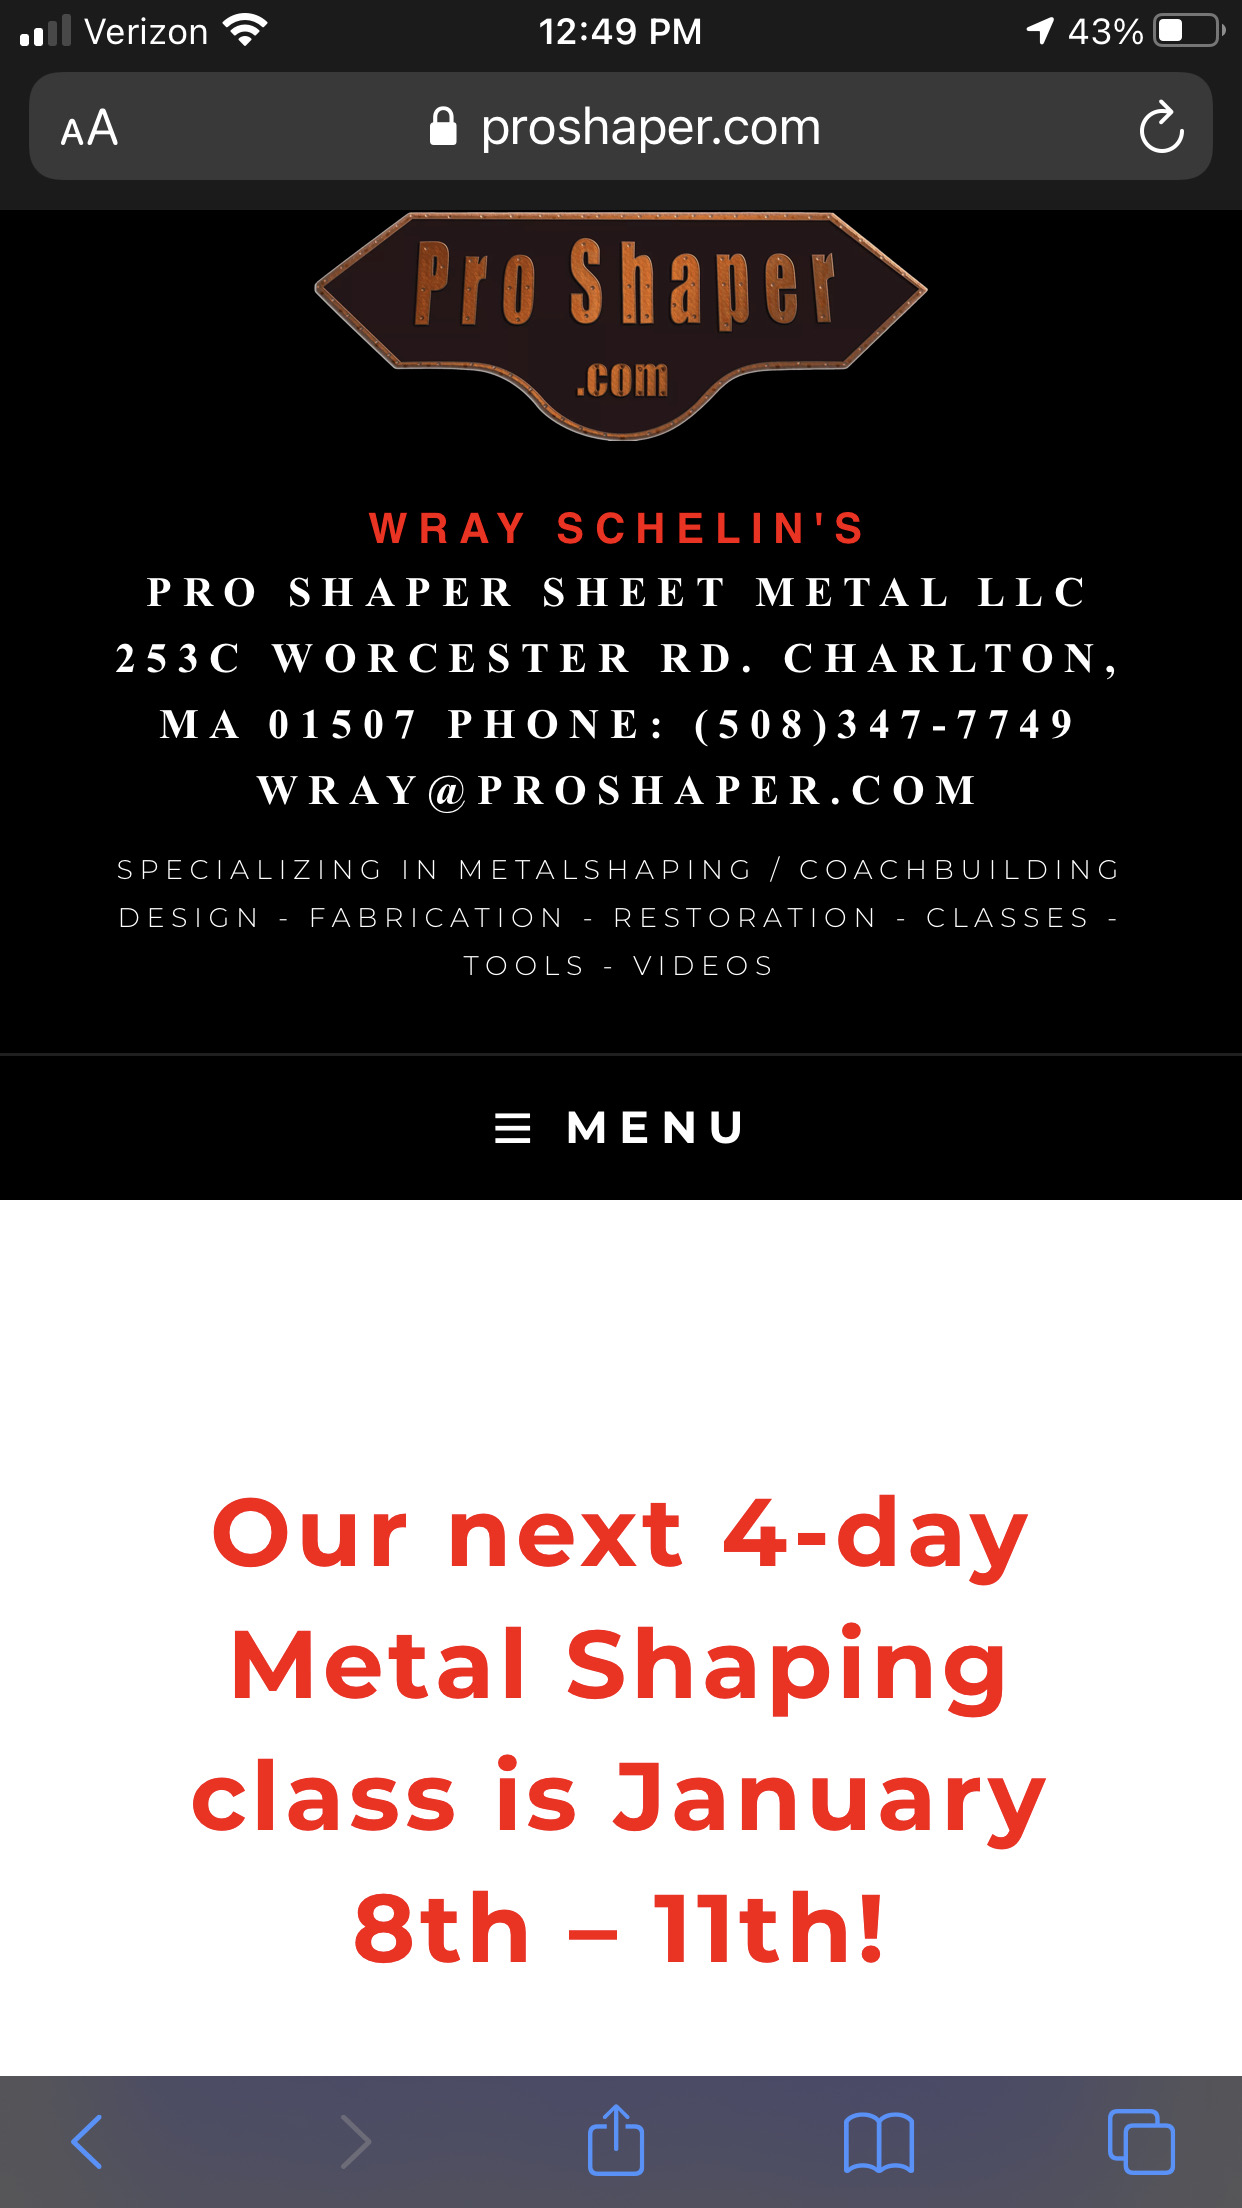 Verizon 12:49 PM 43%
AA proshaper.com
Pro Shaper
.com
WRAY SCHELIN'S
PRO SHAPER SHEET METAL LLC
253C WORCESTER RD. CHARLTON,
MA 01507 PHONE: (508)347-7749
WRAY@PROSHAPER.COM
SPECIALIZING IN METALSHAPING / COACHBUILDING
DESIGN - FABRICATION - RESTORATION - CLASSES -
TOOLS - VIDEOS
MENU
Our next 4-day
Metal Shaping
class is January
8th – 11th!